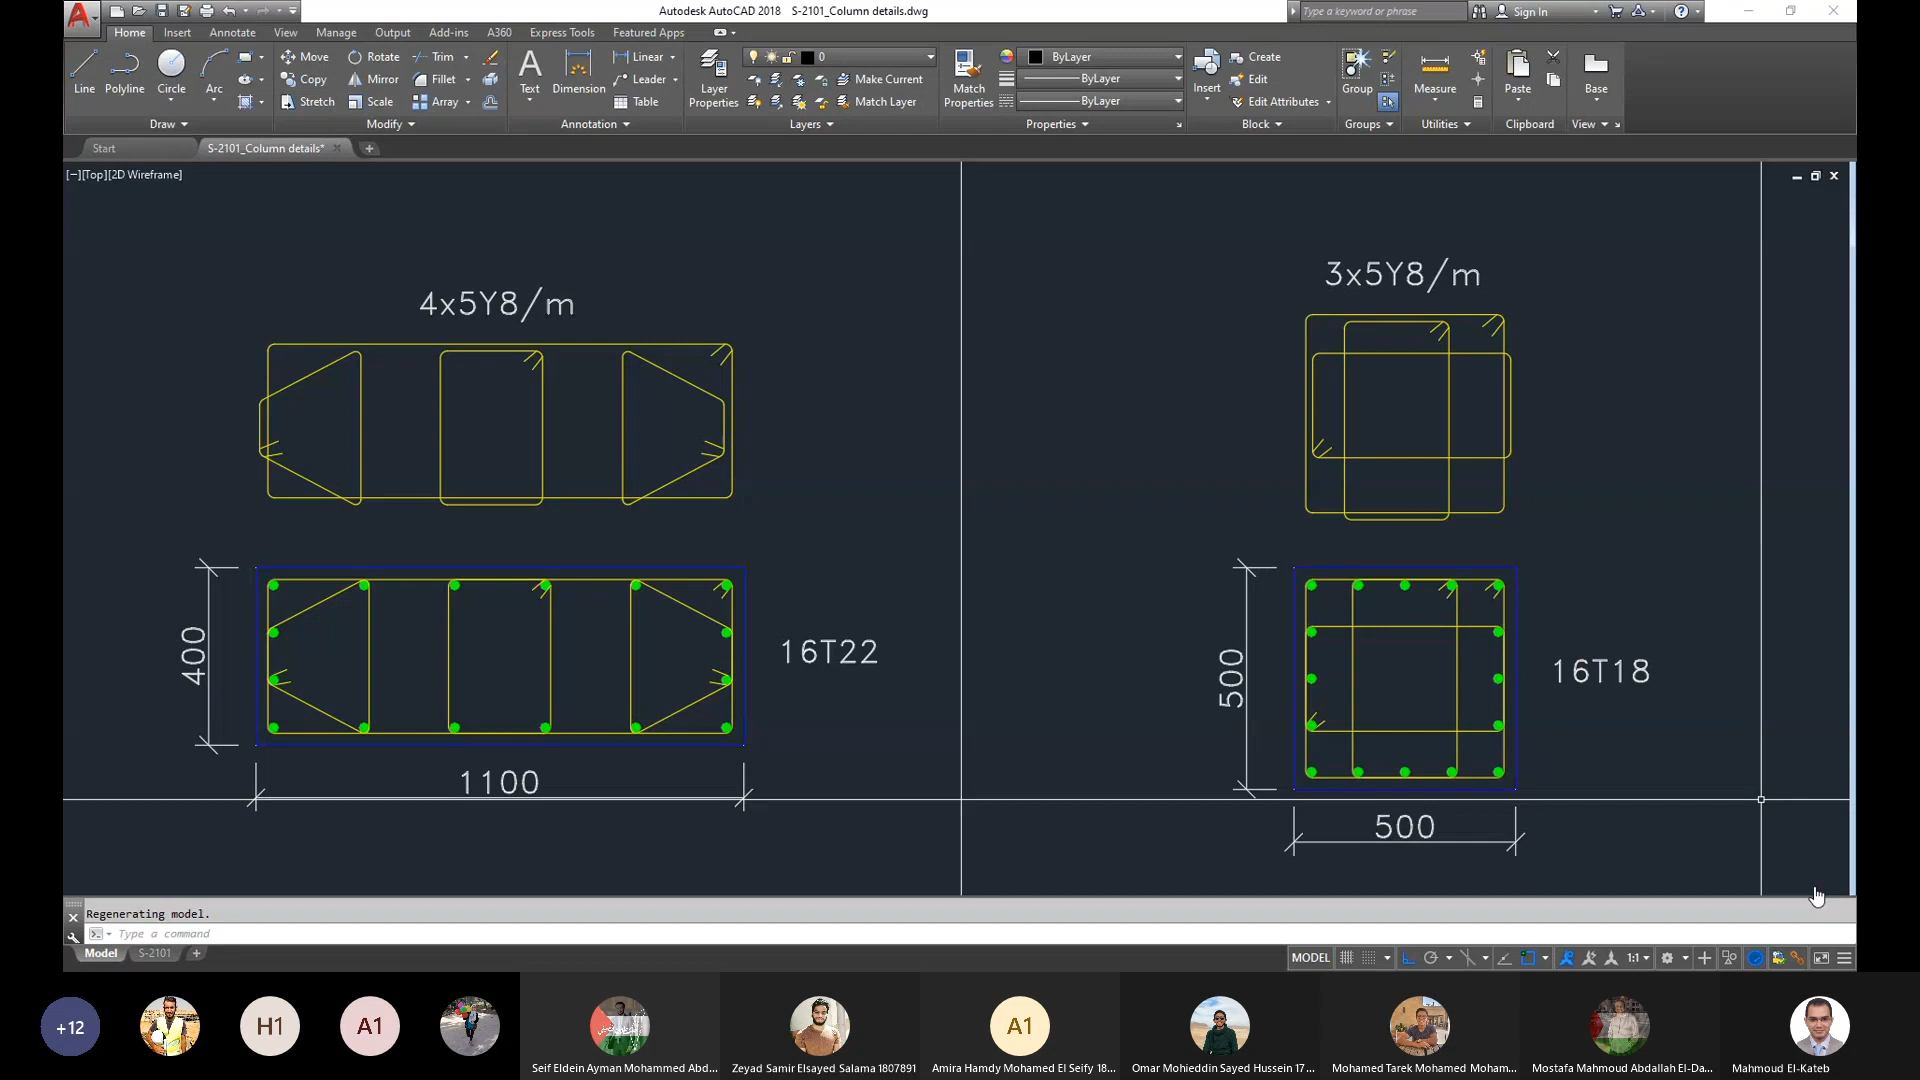 Autodesk AutoCAD 2018 S-2101_Column details.dwg
Type a keyword or phrase
Sign In
Home Insert Annotate View Manage Output Add-ins A360 Express Tools Featured Apps
Line Polyline Circle Arc
Move Rotate Trim
Copy Mirror Fillet
Stretch Scale Array
Text Dimension
Linear
Leader
Table
Layer Properties
0
Make Current
Match Layer
Match Properties
ByLayer
ByLayer
ByLayer
Insert
Create
Edit
Edit Attributes
Group
Measure
Paste
Base
Draw Modify Annotation Layers Properties Block Groups Utilities Clipboard View
Start S-2101_Column details*
[−][Top][2D Wireframe]
4x5Y8/m
3x5Y8/m
400
16T22
1100
500
16T18
500
Regenerating model.
Type a command
Model S-2101
MODEL
1:1
+12
H1
A1
A1
Seif Eldein Ayman Mohammed Abd...
Zeyad Samir Elsayed Salama 1807891
Amira Hamdy Mohamed El Seify 18...
Omar Mohieddin Sayed Hussein 17...
Mohamed Tarek Mohamed Moham...
Mostafa Mahmoud Abdallah El-Da...
Mahmoud El-Kateb